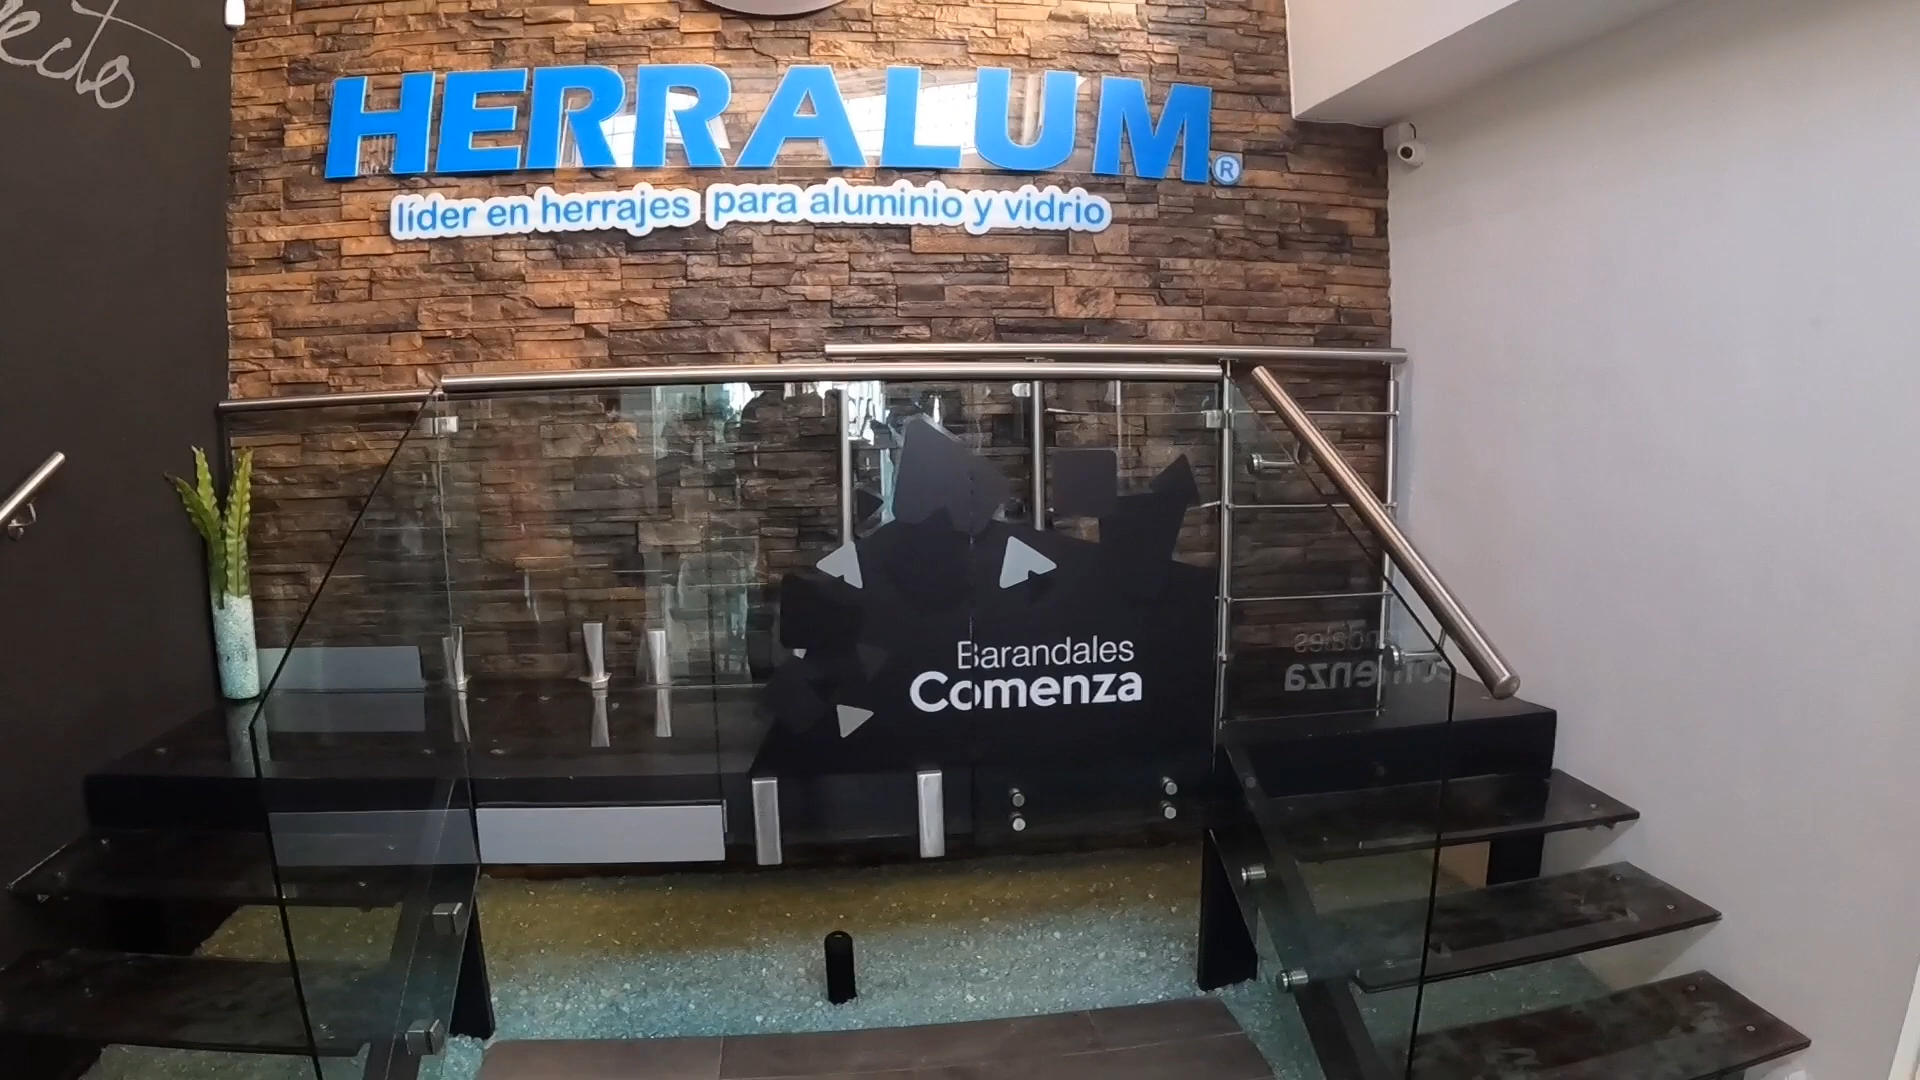 HERRALUM®
líder en herrajes para aluminio y vidrio
Barandales
Comenza